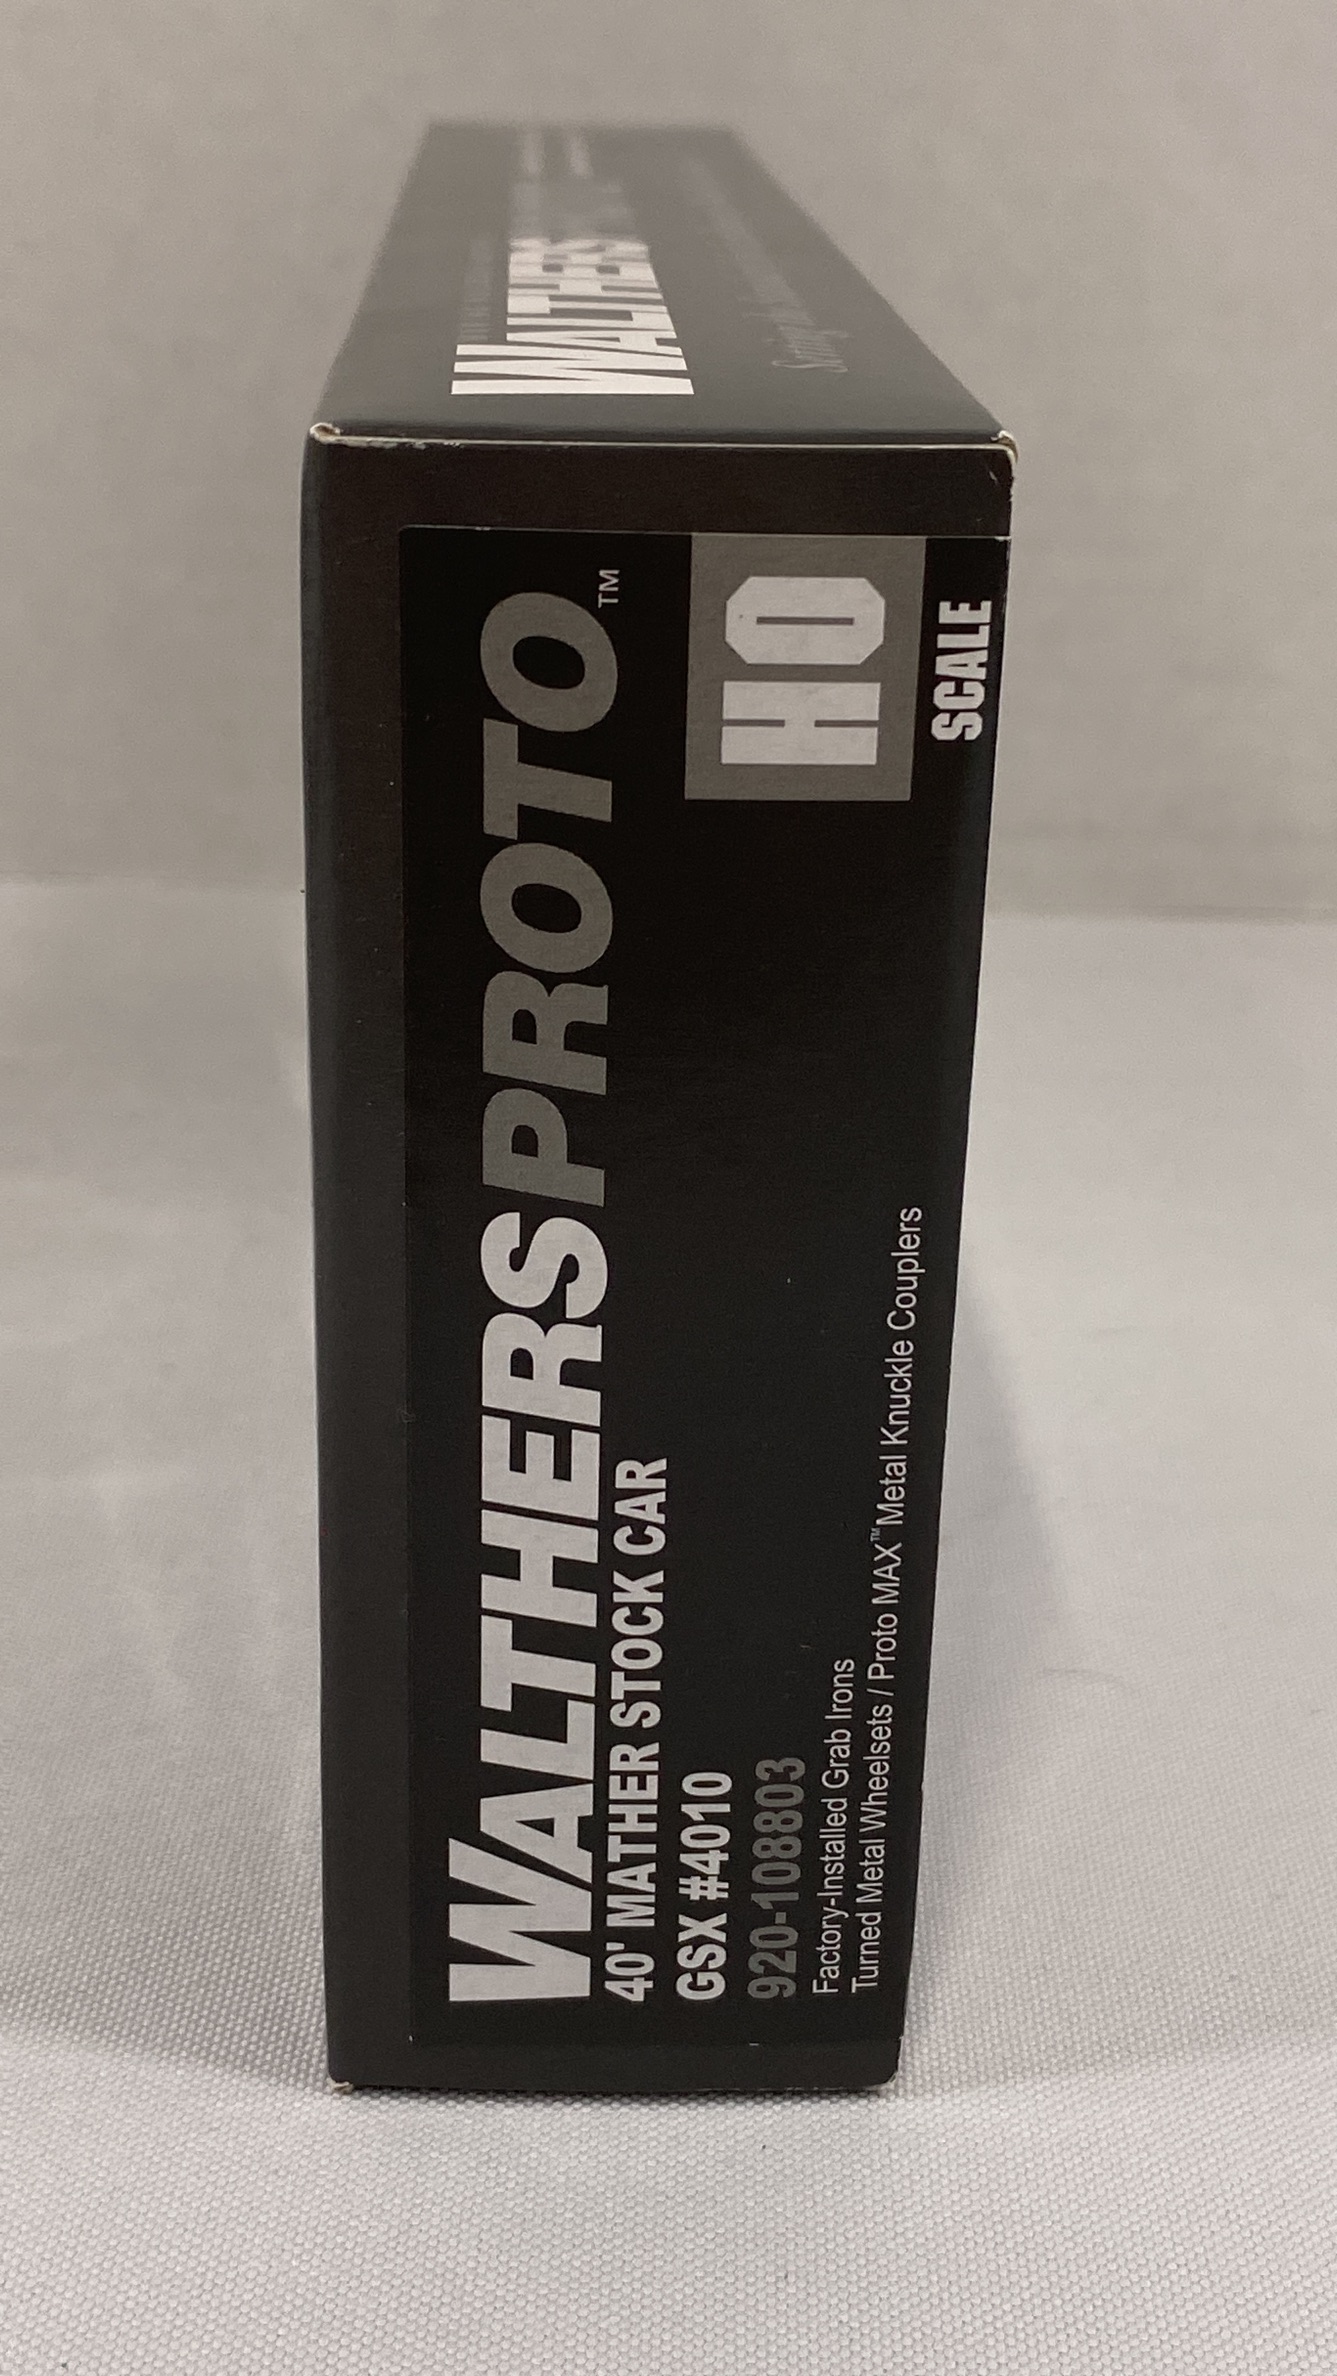 WALTHERS
WALTHERSPROTO™
HO
SCALE
40' MATHER STOCK CAR
GSX #4010
920-108803
Factory-Installed Grab Irons
Turned Metal Wheelsets / Proto MAX™ Metal Knuckle Couplers